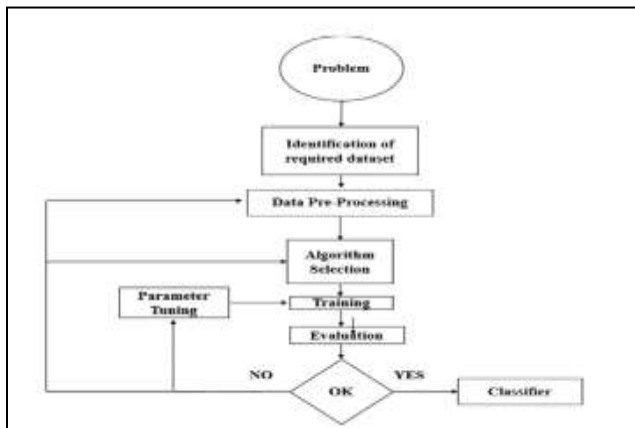 Problem
Identification of
required dataset
Data Pre-Processing
Algorithm
Selection
Parameter
Tuning
Training
Evaluation
NO
YES
OK
Classifier